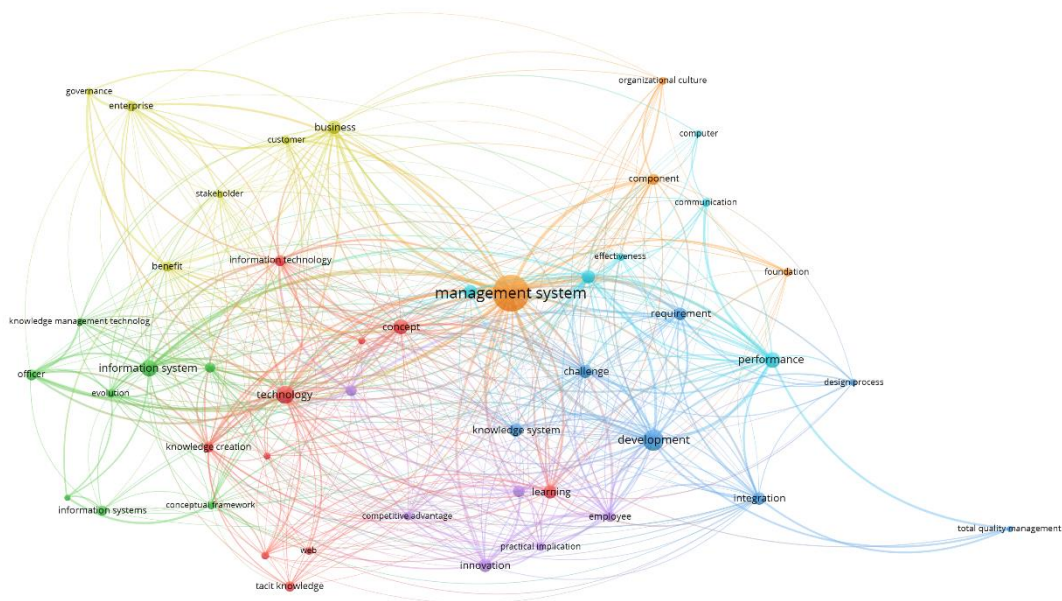 organizational culture
governance
enterprise
business
computer
customer
component
stakeholder
communication
information technology
effectiveness
benefit
foundation
management system
requirement
knowledge management technolog
concept
performance
information system
challenge
officer
design process
evolution
technology
knowledge system
development
knowledge creation
learning
integration
conceptual framework
information systems
competitive advantage
employee
total quality management
practical implication
web
innovation
tacit knowledge